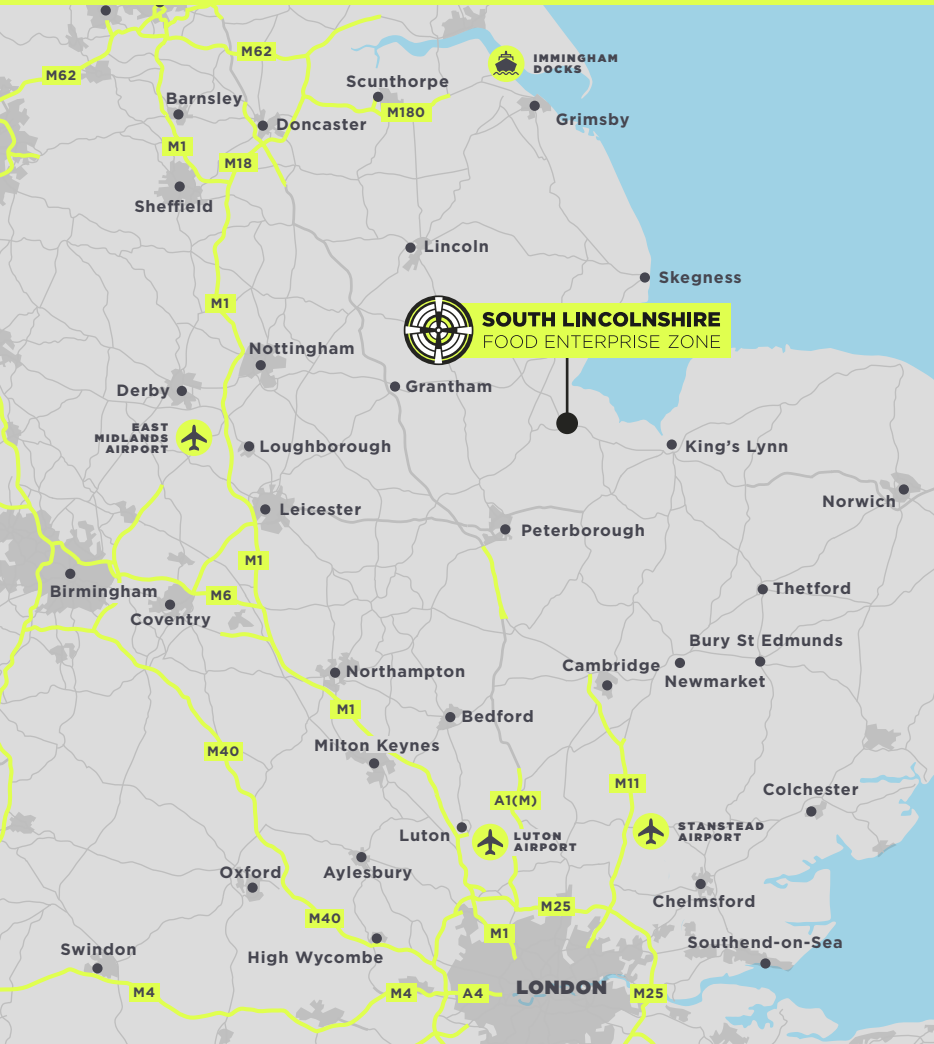 M62
IMMINGHAM
DOCKS
M62
Scunthorpe
Barnsley
M180
Grimsby
Doncaster
M1
M18
Sheffield
Lincoln
Skegness
M1
SOUTH LINCOLNSHIRE
FOOD ENTERPRISE ZONE
Nottingham
Derby
Grantham
EAST
MIDLANDS
AIRPORT
Loughborough
King's Lynn
Norwich
Leicester
Peterborough
M1
Birmingham
M6
Thetford
Coventry
Bury St Edmunds
Cambridge
Northampton
Newmarket
M1
Bedford
Milton Keynes
M40
M11
Colchester
A1(M)
Luton
LUTON
AIRPORT
STANSTEAD
AIRPORT
Oxford
Aylesbury
Chelmsford
M25
M40
M1
Southend-on-Sea
Swindon
High Wycombe
LONDON
M4
M4
A4
M25